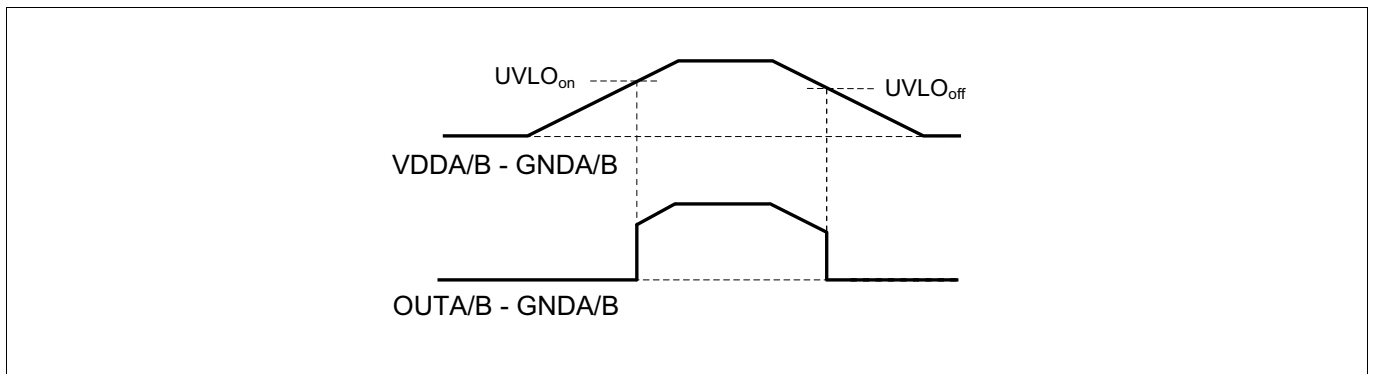 UVLOon
UVLOoff
VDDA/B - GNDA/B
OUTA/B - GNDA/B